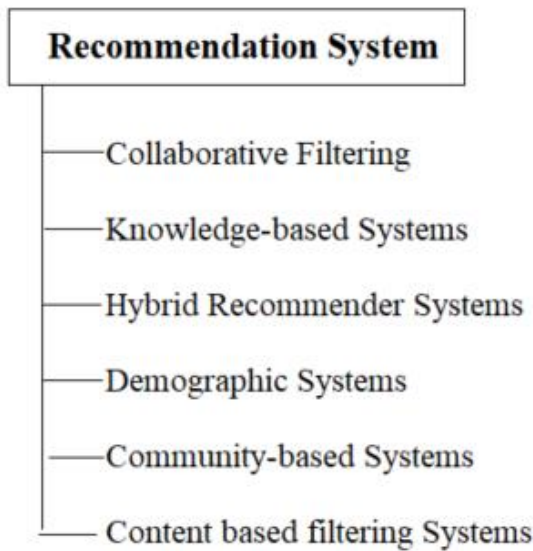 Recommendation System
Collaborative Filtering
Knowledge-based Systems
Hybrid Recommender Systems
Demographic Systems
Community-based Systems
Content based filtering Systems